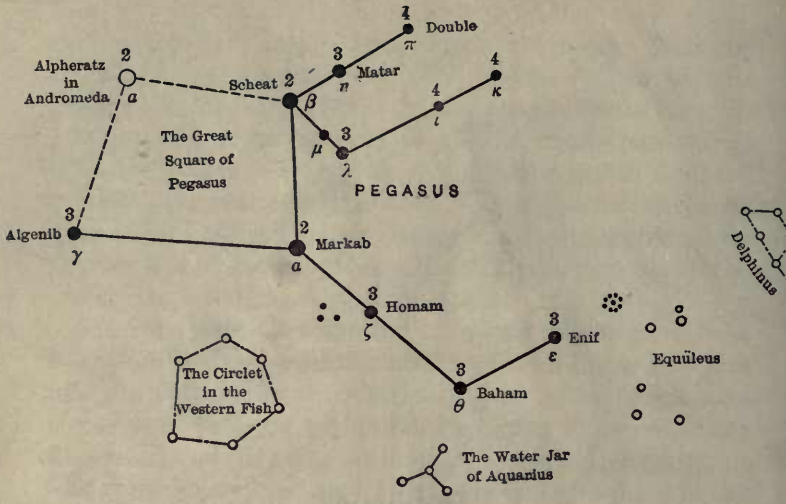 4
Double
π
3
Matar
η
4
κ
4
ι
2
Alpheratz
in
Andromeda
α
Scheat 2
β
μ
3
λ
The Great
Square of
Pegasus
PEGASUS
3
Algenib
γ
2
Markab
α
3
Homam
ζ
3
Enif
ε
3
Baham
θ
Equüleus
Delphinus
The Circlet
in the
Western Fish
The Water Jar
of Aquarius